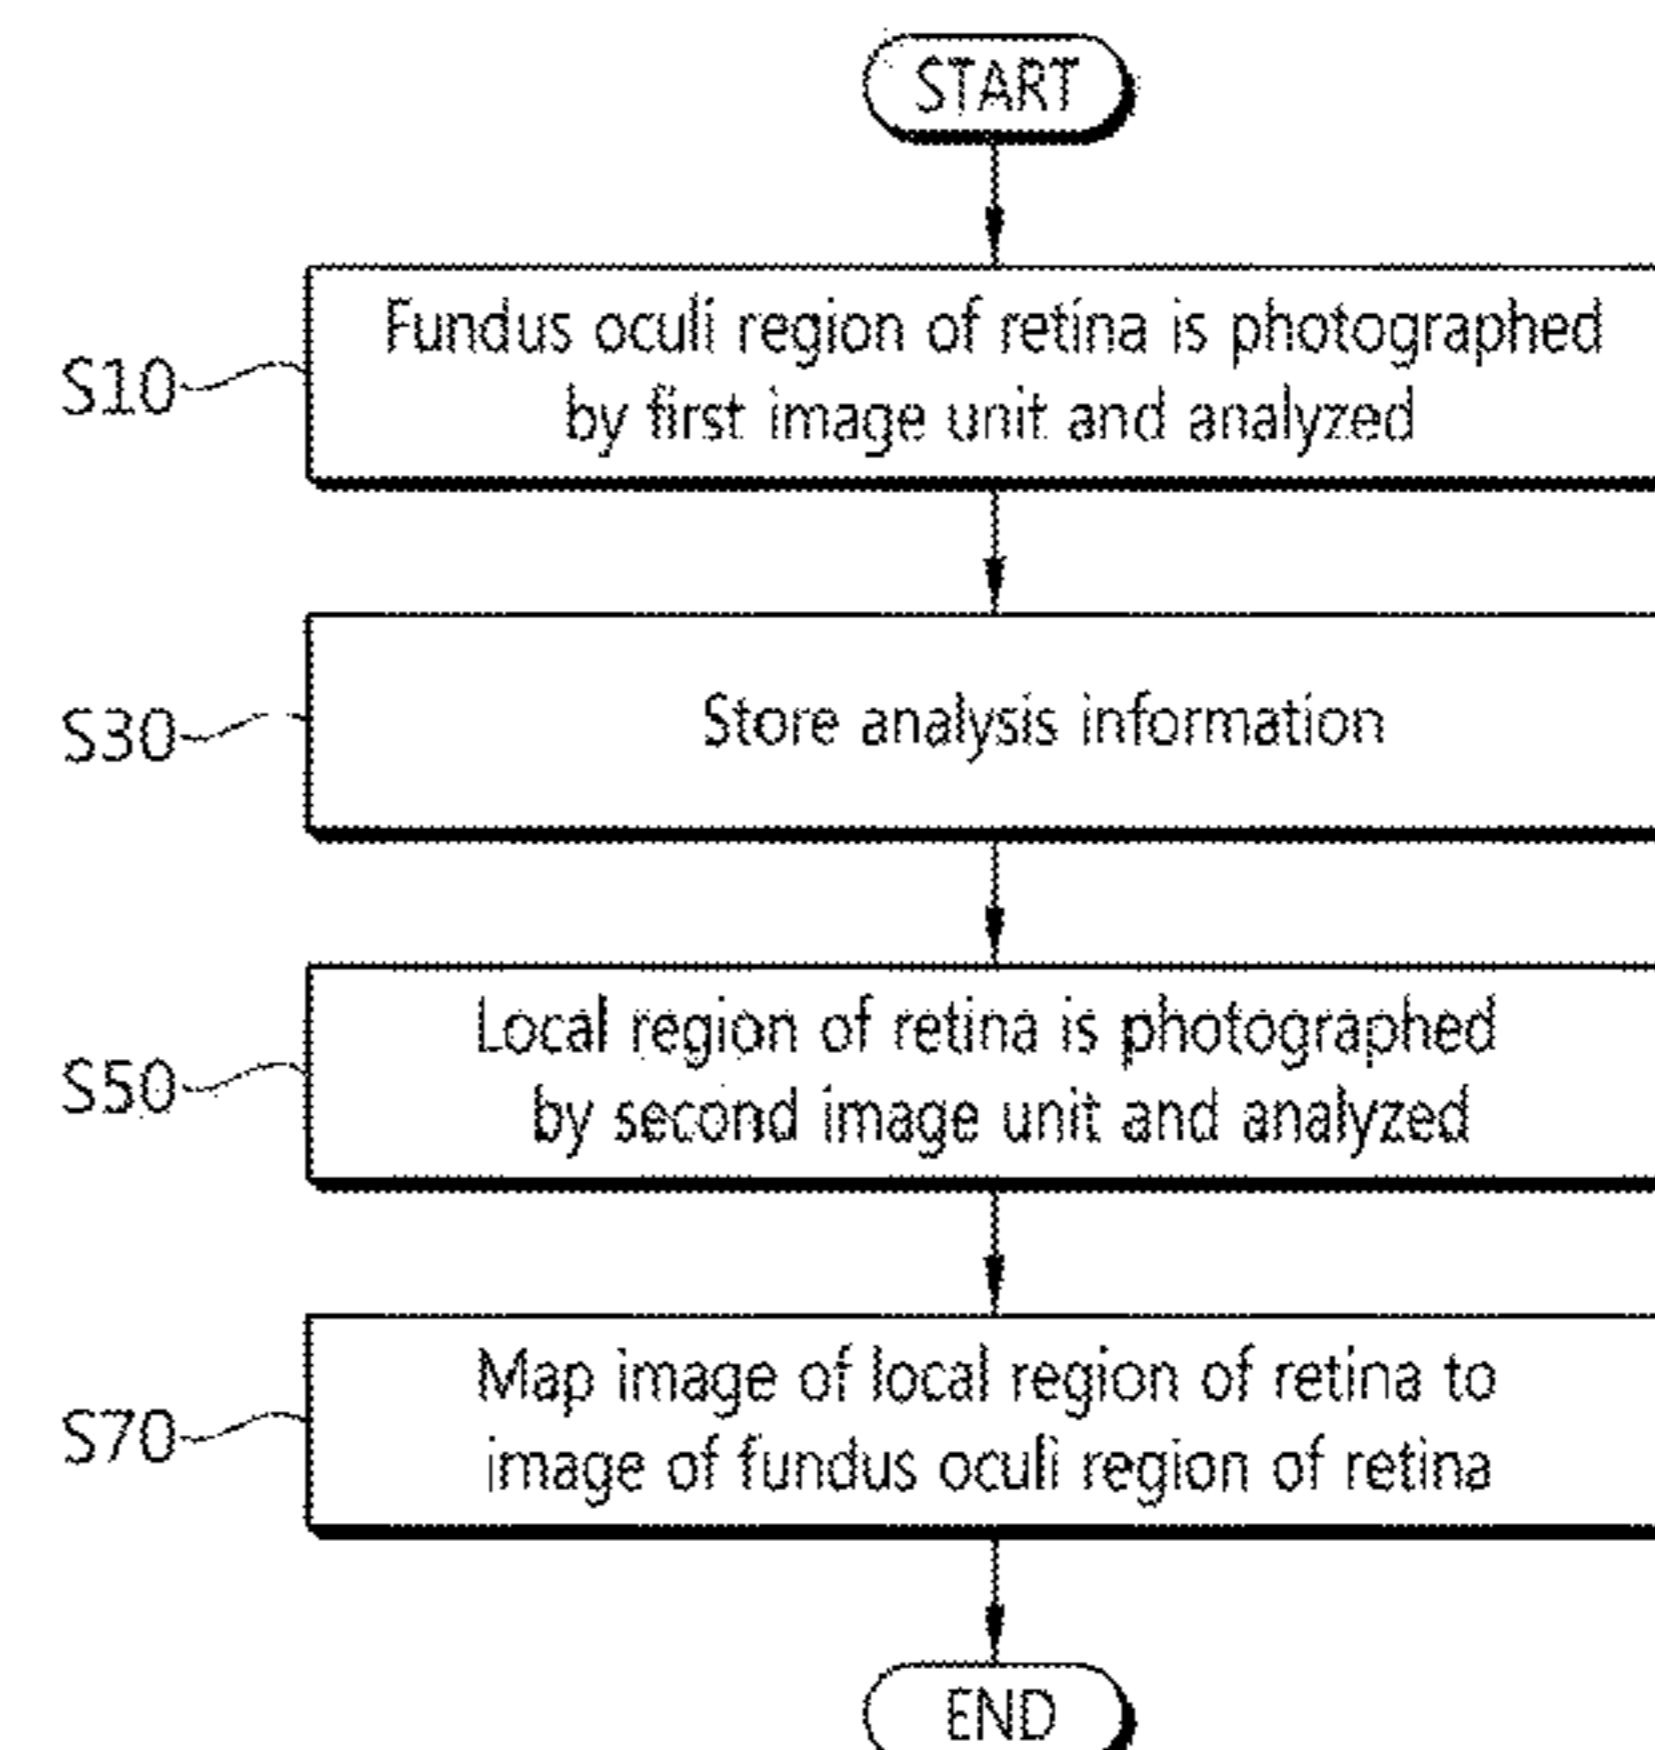 START
S10
Fundus oculi region of retina is photographed
by first image unit and analyzed
S30
Store analysis information
S50
Local region of retina is photographed
by second image unit and analyzed
S70
Map image of local region of retina to
image of fundus oculi region of retina
END